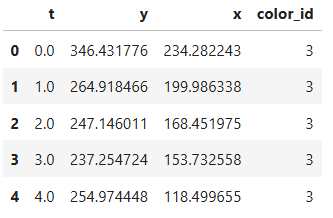 t y x color_id
0 0.0 346.431776 234.282243 3
1 1.0 264.918466 199.986338 3
2 2.0 247.146011 168.451975 3
3 3.0 237.254724 153.732558 3
4 4.0 254.974448 118.499655 3